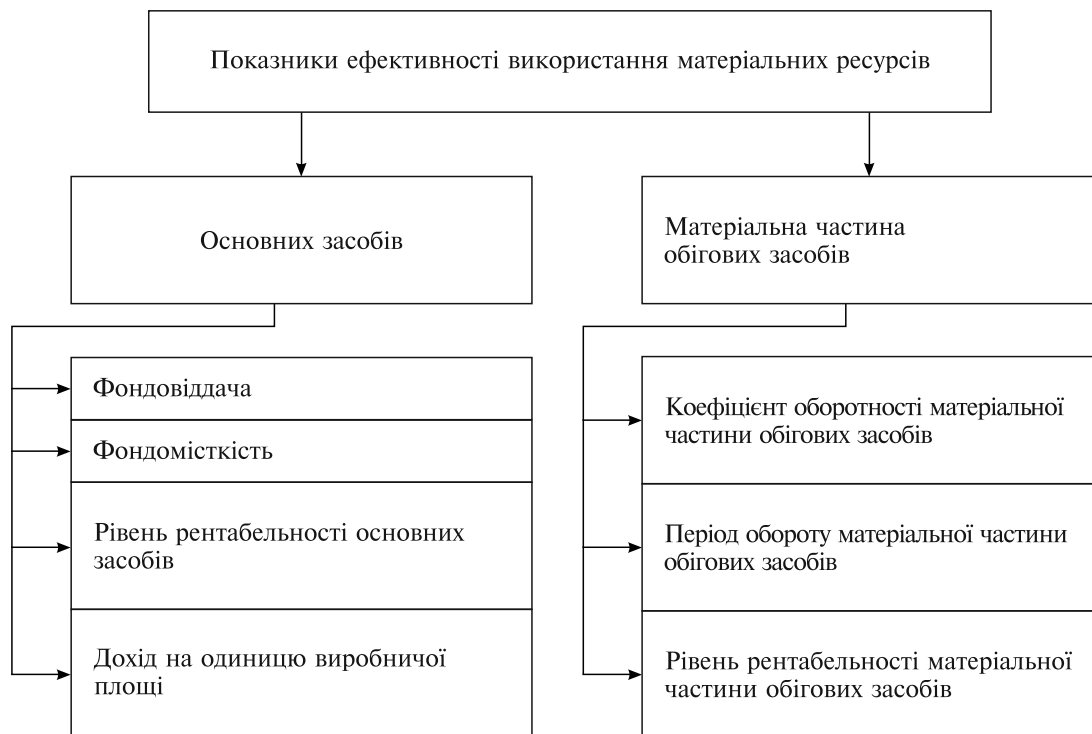 Показники ефективності використання матеріальних ресурсів
Основних засобів
Фондовіддача
Фондомісткість
Рівень рентабельності основних
засобів
Дохід на одиницю виробничої
площі
Матеріальна частина
обігових засобів
Коефіцієнт оборотності матеріальної
частини обігових засобів
Період обороту матеріальної частини
обігових засобів
Рівень рентабельності матеріальної
частини обігових засобів